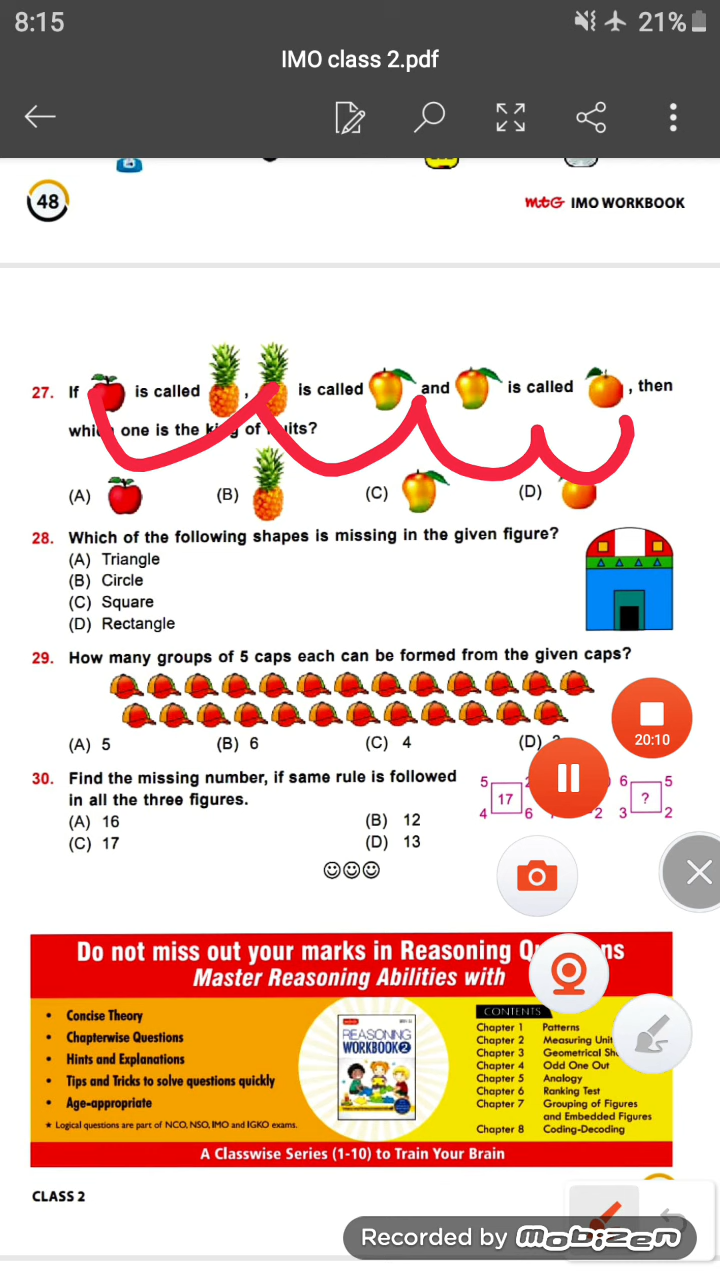 8:15
21%
IMO class 2.pdf
48
mtG IMO WORKBOOK
27. If is called , is called and is called , then
which one is the king of fruits?
(A) (B) (C) (D)
28. Which of the following shapes is missing in the given figure?
(A) Triangle
(B) Circle
(C) Square
(D) Rectangle
29. How many groups of 5 caps each can be formed from the given caps?
(A) 5 (B) 6 (C) 4 (D)
20:10
30. Find the missing number, if same rule is followed
in all the three figures.
(A) 16 (B) 12
(C) 17 (D) 13
5
17
4 6
2
6 5
?
3 2
Do not miss out your marks in Reasoning
Master Reasoning Abilities with
• Concise Theory
• Chapterwise Questions
• Hints and Explanations
• Tips and Tricks to solve questions quickly
• Age-appropriate
★ Logical questions are part of NCO, NSO, IMO and IGKO exams.
REASONING
WORKBOOK 2
CONTENTS
Chapter 1 Patterns
Chapter 2 Measuring
Chapter 3 Geometrical
Chapter 4 Odd One Out
Chapter 5 Analogy
Chapter 6 Ranking Test
Chapter 7 Grouping of Figures
and Embedded Figures
Chapter 8 Coding-Decoding
A Classwise Series (1-10) to Train Your Brain
CLASS 2
Recorded by Mobizen